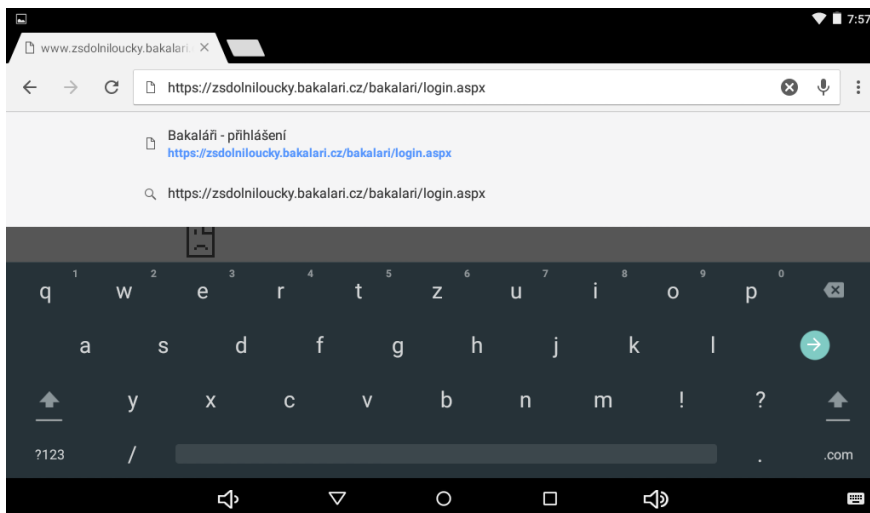 7:57
www.zsdolniloucky.bakalari.
https://zsdolniloucky.bakalari.cz/bakalari/login.aspx
Bakaláři - přihlášení
https://zsdolniloucky.bakalari.cz/bakalari/login.aspx
https://zsdolniloucky.bakalari.cz/bakalari/login.aspx
1 2 3 4 5 6 7 8 9 0
q w e r t z u i o p
a s d f g h j k l
y x c v b n m ! ?
?123 / . .com